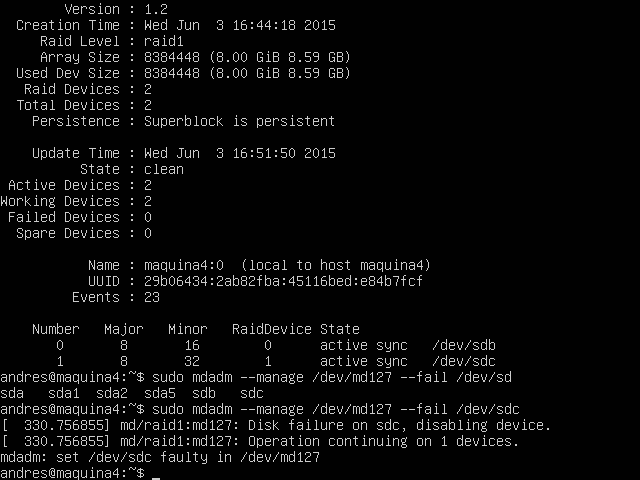 Version : 1.2
Creation Time : Wed Jun  3 16:44:18 2015
Raid Level : raid1
Array Size : 8384448 (8.00 GiB 8.59 GB)
Used Dev Size : 8384448 (8.00 GiB 8.59 GB)
Raid Devices : 2
Total Devices : 2
Persistence : Superblock is persistent
Update Time : Wed Jun  3 16:51:50 2015
State : clean
Active Devices : 2
Working Devices : 2
Failed Devices : 0
Spare Devices : 0
Name : maquina4:0  (local to host maquina4)
UUID : 29b06434:2ab82fba:45116bed:e84b7fcf
Events : 23
Number   Major   Minor   RaidDevice State
0       8       16        0      active sync   /dev/sdb
1       8       32        1      active sync   /dev/sdc
andres@maquina4:~$ sudo mdadm --manage /dev/md127 --fail /dev/sd
sda   sda1  sda2  sda5  sdb   sdc
andres@maquina4:~$ sudo mdadm --manage /dev/md127 --fail /dev/sdc
[  330.756855] md/raid1:md127: Disk failure on sdc, disabling device.
[  330.756855] md/raid1:md127: Operation continuing on 1 devices.
mdadm: set /dev/sdc faulty in /dev/md127
andres@maquina4:~$ _